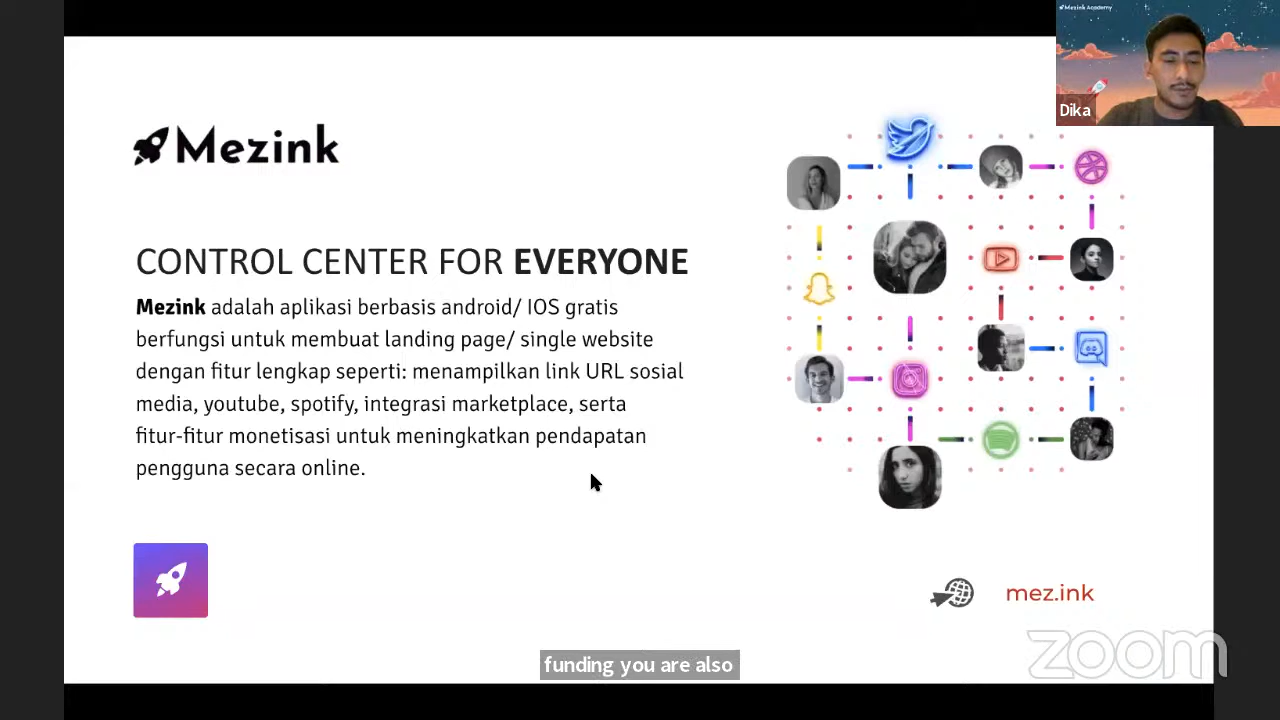 Mezink Academy
Dika
Mezink
CONTROL CENTER FOR EVERYONE
Mezink adalah aplikasi berbasis android/ IOS gratis
berfungsi untuk membuat landing page/ single website
dengan fitur lengkap seperti: menampilkan link URL sosial
media, youtube, spotify, integrasi marketplace, serta
fitur-fitur monetisasi untuk meningkatkan pendapatan
pengguna secara online.
mez.ink
zoom
funding you are also